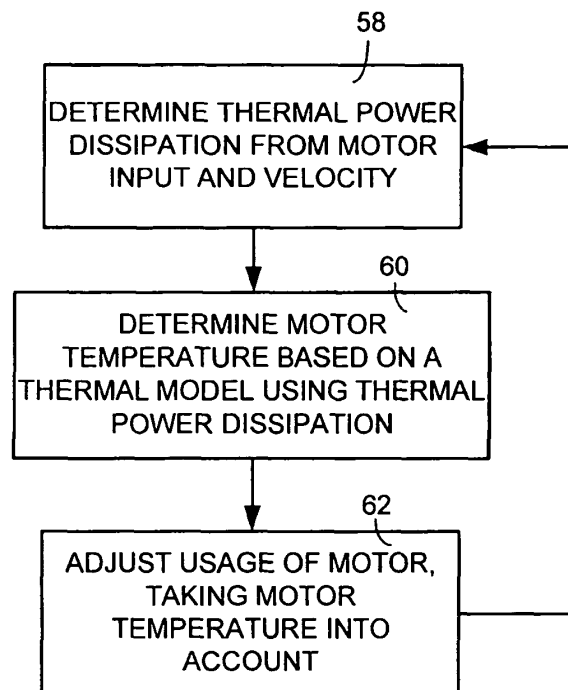 58
DETERMINE THERMAL POWER
DISSIPATION FROM MOTOR
INPUT AND VELOCITY
60
DETERMINE MOTOR
TEMPERATURE BASED ON A
THERMAL MODEL USING THERMAL
POWER DISSIPATION
62
ADJUST USAGE OF MOTOR,
TAKING MOTOR
TEMPERATURE INTO
ACCOUNT